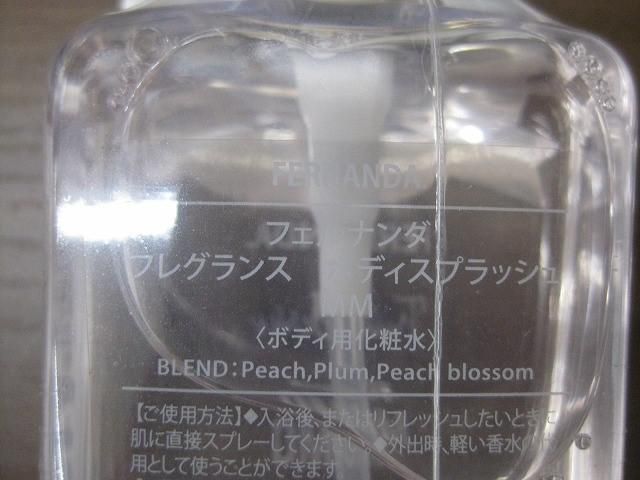 FERNANDA
フェルナンダ
フレグランス ボディスプラッシュ
MM
〈ボディ用化粧水〉
BLEND:Peach,Plum,Peach blossom
【ご使用方法】◆入浴後、またはリフレッシュしたいときに
肌に直接スプレーしてください。◆外出時、軽い香水の
用として使うことができます。